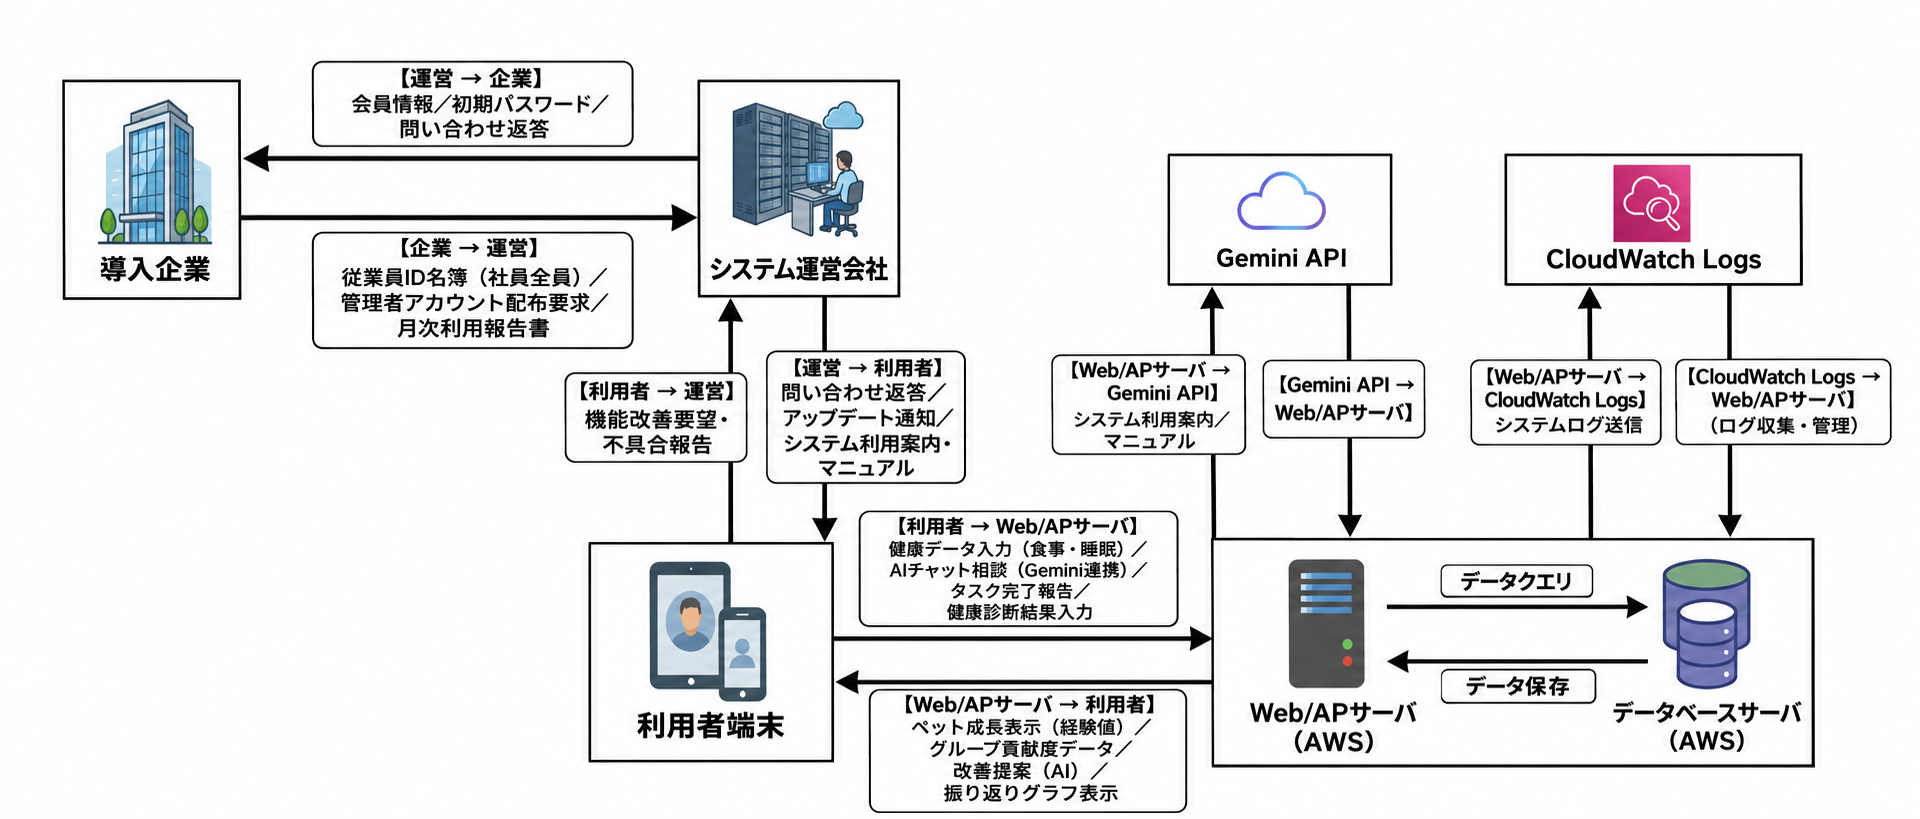 【運営 → 企業】
会員情報／初期パスワード／
問い合わせ返答
導入企業
【企業 → 運営】
従業員ID名簿（社員全員）／
管理者アカウント配布要求／
月次利用報告書
システム運営会社
Gemini API
CloudWatch Logs
【利用者 → 運営】
機能改善要望・
不具合報告
【運営 → 利用者】
問い合わせ返答／
アップデート通知／
システム利用案内・
マニュアル
【Web/APサーバ →
Gemini API】
システム利用案内／
マニュアル
【Gemini API →
Web/APサーバ】
【Web/APサーバ →
CloudWatch Logs】
システムログ送信
【CloudWatch Logs →
Web/APサーバ】
（ログ収集・管理）
【利用者 → Web/APサーバ】
健康データ入力（食事・睡眠）／
AIチャット相談（Gemini連携）／
タスク完了報告／
健康診断結果入力
利用者端末
【Web/APサーバ → 利用者】
ペット成長表示（経験値）／
グループ貢献度データ／
改善提案（AI）／
振り返りグラフ表示
データクエリ
データ保存
Web/APサーバ
（AWS）
データベースサーバ
（AWS）